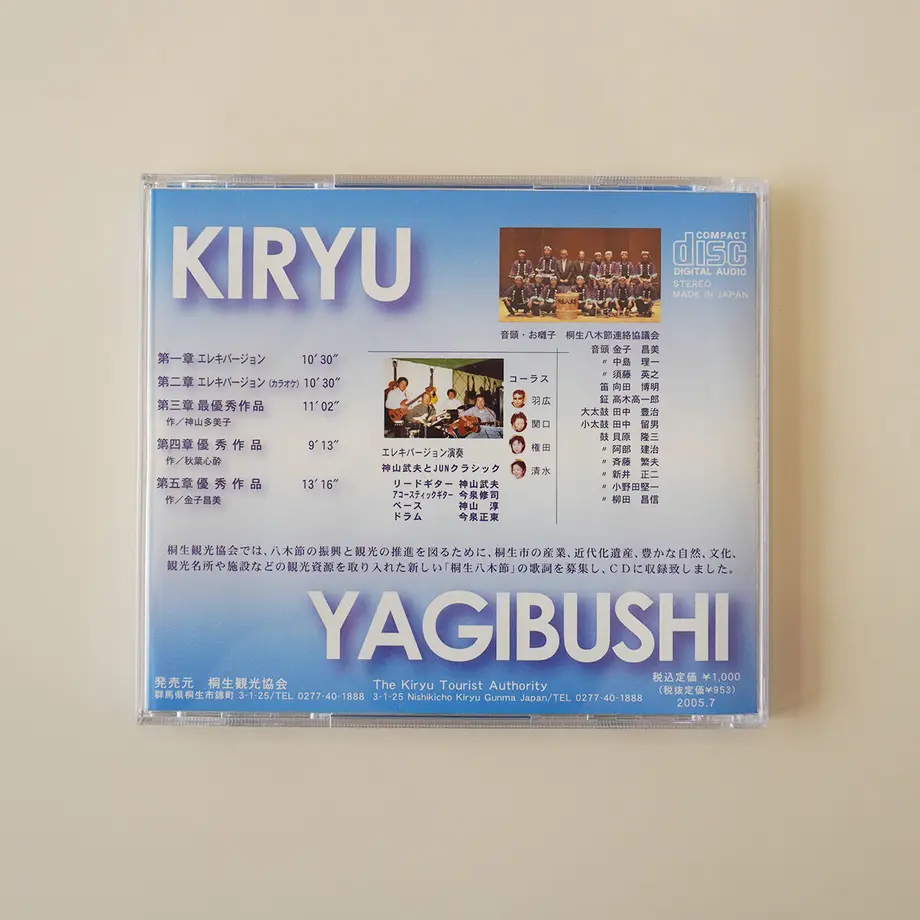 KIRYU
COMPACT
disc
DIGITAL AUDIO
STEREO
MADE IN JAPAN
第一章 エレキバージョン 10'30"
第二章 エレキバージョン (カラオケ) 10'30"
第三章 最優秀作品 11'02"
作／神山多美子
第四章 優秀作品 9'13"
作／秋葉心酔
第五章 優秀作品 13'16"
作／金子昌美
エレキバージョン演奏
神山武夫とJUNクラシック
リードギター 神山武夫
アコースティックギター 今泉修司
ベース 神山 淳
ドラム 今泉正東
コーラス
羽広
関口
権田
清水
音頭・お囃子 桐生八木節連絡協議会
音頭 金子 昌美
〃 中島 理一
〃 須藤 英之
笛 向田 博明
鉦 高木高一郎
大太鼓 田中 豊治
小太鼓 田中 留男
鼓 貝原 隆三
〃 阿部 建治
〃 斉藤 繁夫
〃 新井 正二
〃 小野田堅一
〃 柳田 昌信
桐生観光協会では、八木節の振興と観光の推進を図るために、桐生市の産業、近代化遺産、豊かな自然、文化、
観光名所や施設などの観光資源を取り入れた新しい「桐生八木節」の歌詞を募集し、CDに収録致しました。
YAGIBUSHI
発売元 桐生観光協会
群馬県桐生市錦町 3-1-25/TEL 0277-40-1888
The Kiryu Tourist Authority
3-1-25 Nishikicho Kiryu Gunma Japan/TEL 0277-40-1888
税込定価 ¥1,000
(税抜定価¥953)
2005.7